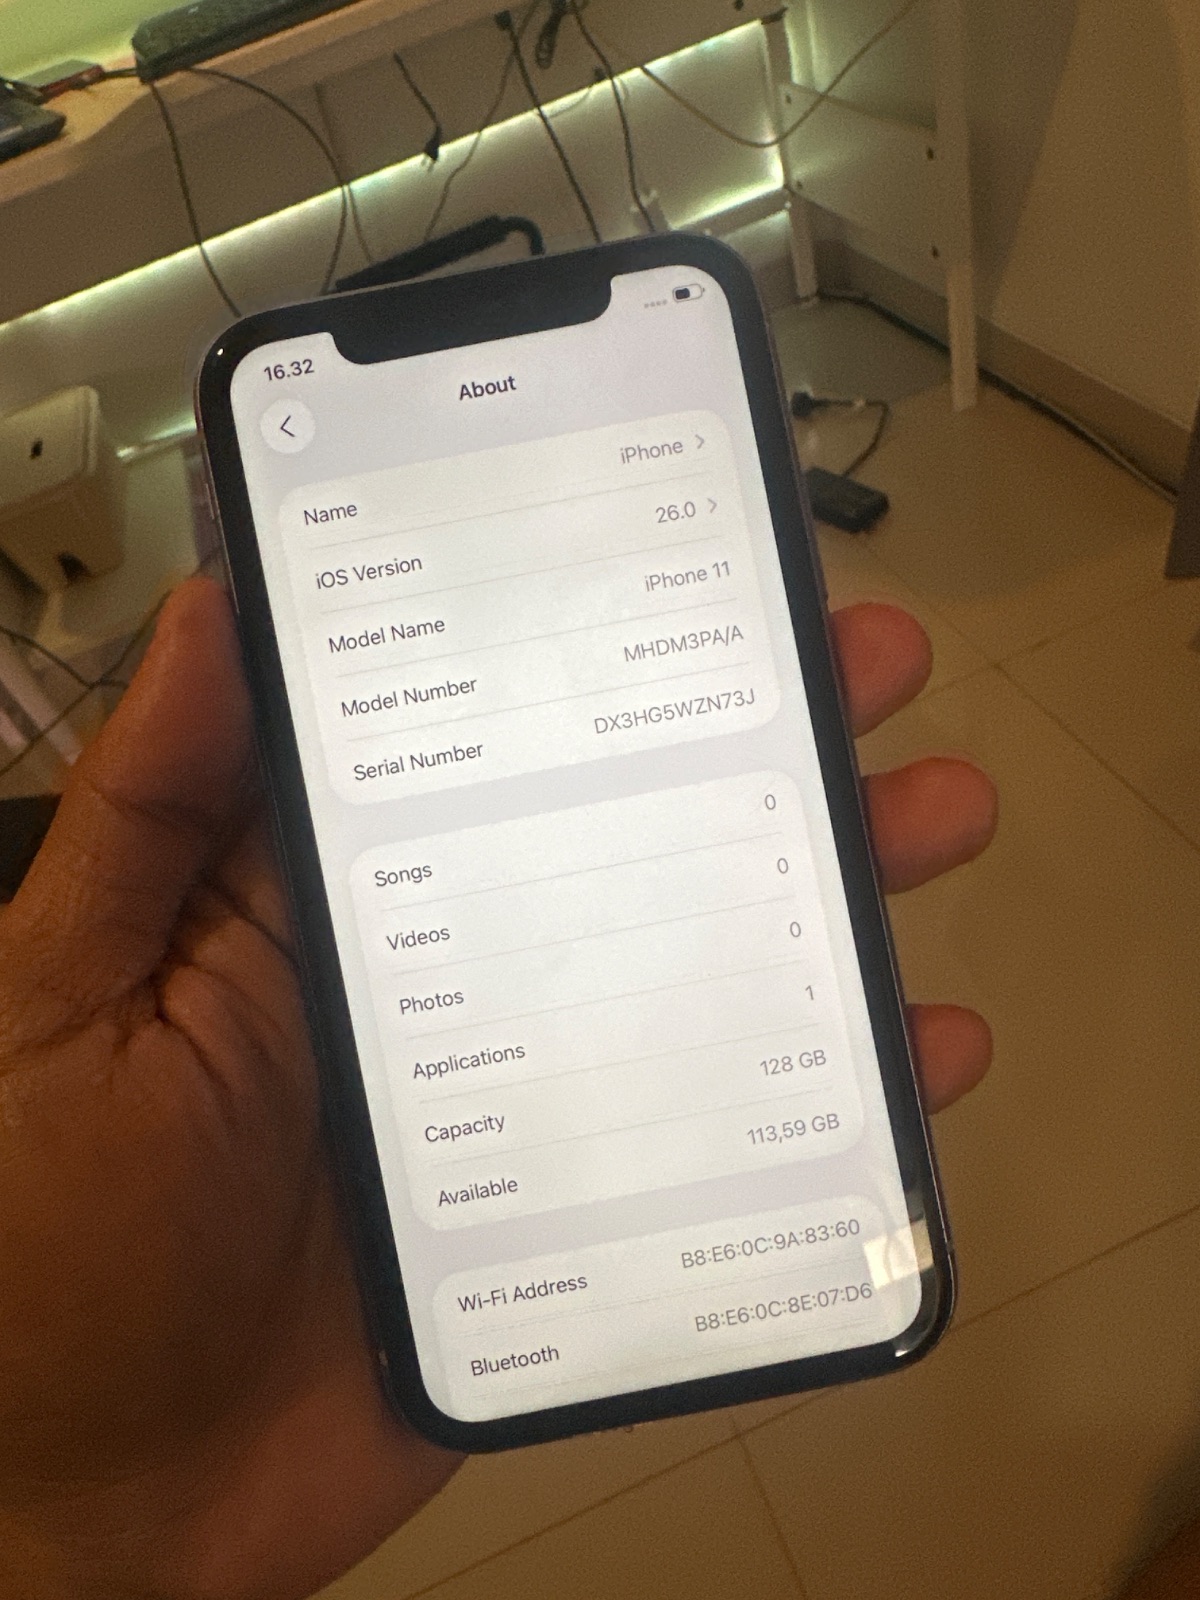 16.32
About
Name iPhone
iOS Version 26.0
Model Name iPhone 11
Model Number MHDM3PA/A
Serial Number DX3HG5WZN73J
Songs 0
Videos 0
Photos 0
Applications 1
Capacity 128 GB
Available 113,59 GB
Wi-Fi Address B8:E6:0C:9A:83:60
Bluetooth B8:E6:0C:8E:07:D6